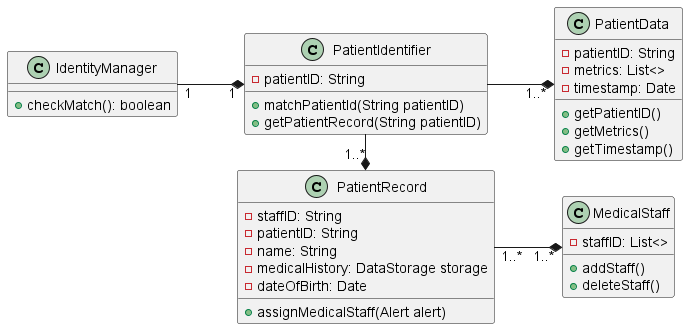 C IdentityManager
checkMatch(): boolean
1
1
C PatientIdentifier
patientID: String
matchPatientId(String patientID)
getPatientRecord(String patientID)
1..*
C PatientData
patientID: String
metrics: List<>
timestamp: Date
getPatientID()
getMetrics()
getTimestamp()
1..*
C PatientRecord
staffID: String
patientID: String
name: String
medicalHistory: DataStorage storage
dateOfBirth: Date
assignMedicalStaff(Alert alert)
1..*
1..*
C MedicalStaff
staffID: List<>
addStaff()
deleteStaff()